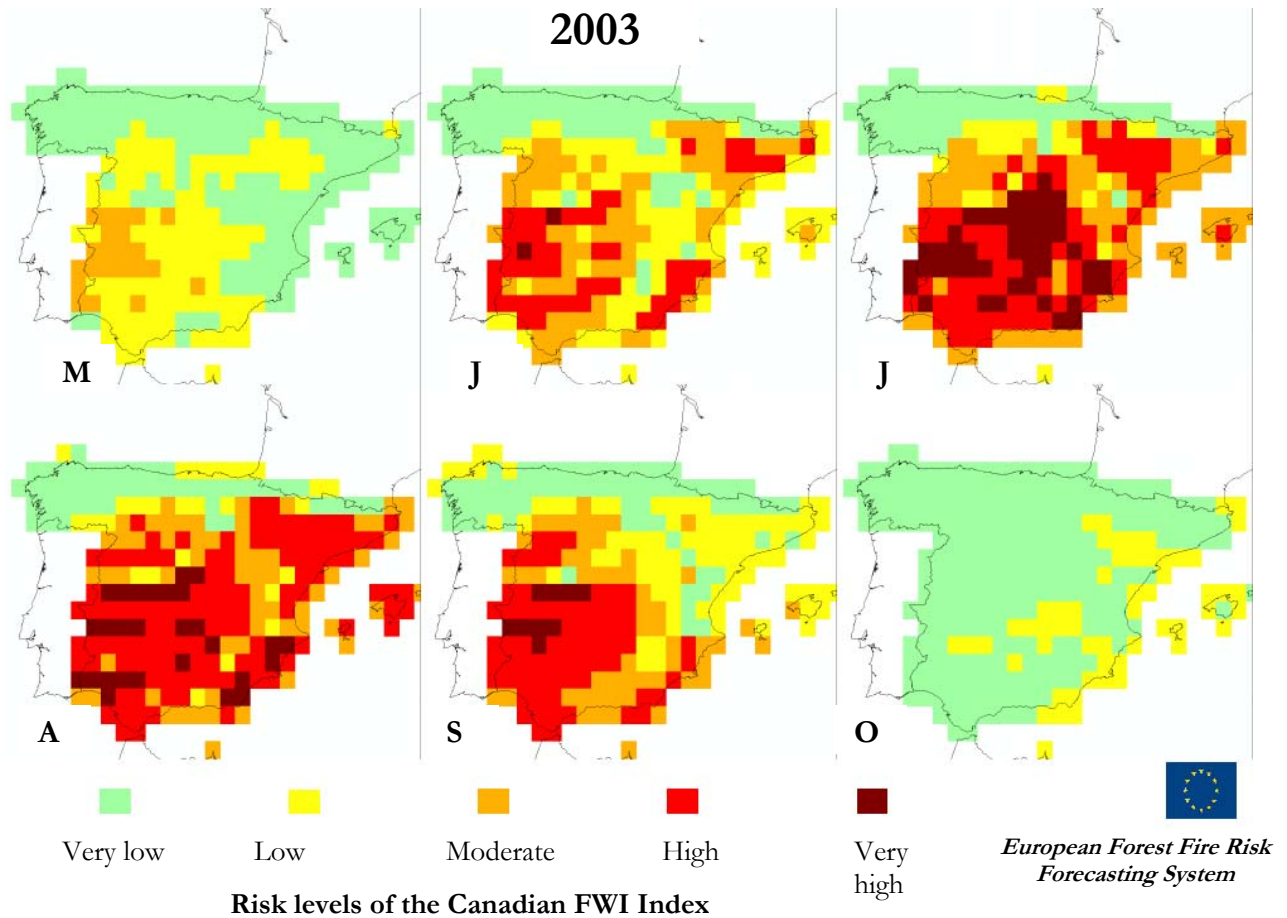 2003
M
J
J
A
S
O
Very low
Low
Moderate
High
Very
high
European Forest Fire Risk
Forecasting System
Risk levels of the Canadian FWI Index